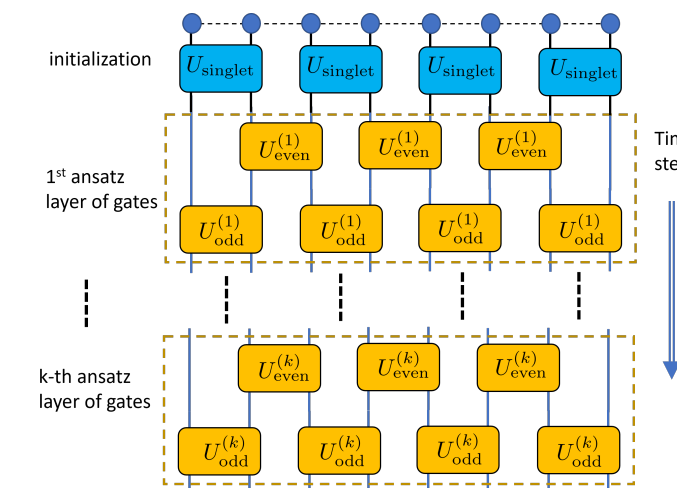 initialization
U_singlet U_singlet U_singlet U_singlet
U_even^(1) U_even^(1) U_even^(1)
1st ansatz
layer of gates
U_odd^(1) U_odd^(1) U_odd^(1) U_odd^(1)
k-th ansatz
layer of gates
U_even^(k) U_even^(k) U_even^(k)
U_odd^(k) U_odd^(k) U_odd^(k) U_odd^(k)